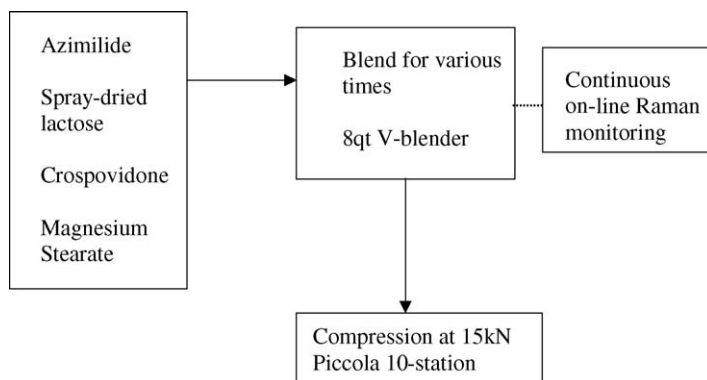 Azimilide
Spray-dried
lactose
Crospovidone
Magnesium
Stearate
Blend for various
times
8qt V-blender
Continuous
on-line Raman
monitoring
Compression at 15kN
Piccola 10-station